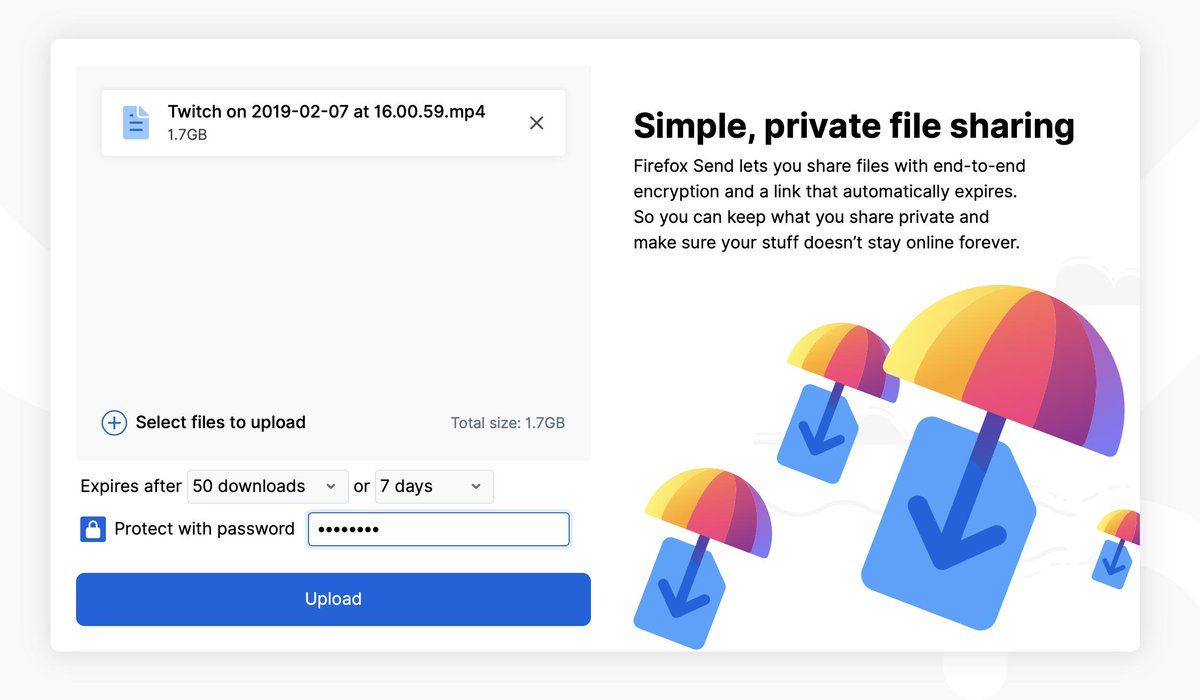 Twitch on 2019-02-07 at 16.00.59.mp4
1.7GB
Select files to upload
Total size: 1.7GB
Expires after 50 downloads or 7 days
Protect with password ••••••••
Upload
Simple, private file sharing
Firefox Send lets you share files with end-to-end
encryption and a link that automatically expires.
So you can keep what you share private and
make sure your stuff doesn’t stay online forever.